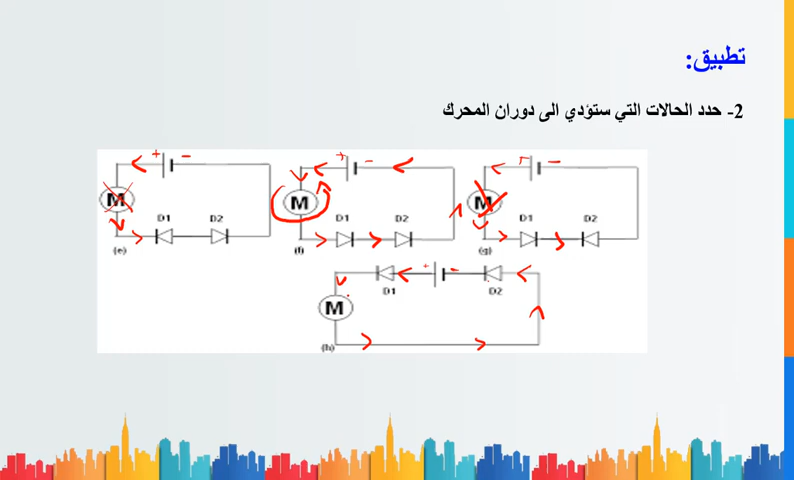 تطبيق:
2- حدد الحالات التي ستؤدي الى دوران المحرك
+ -
M
D1 D2
(e)
+ -
M
D1 D2
(f)
+ -
M
D1 D2
(g)
+ -
D1 D2
M
(h)